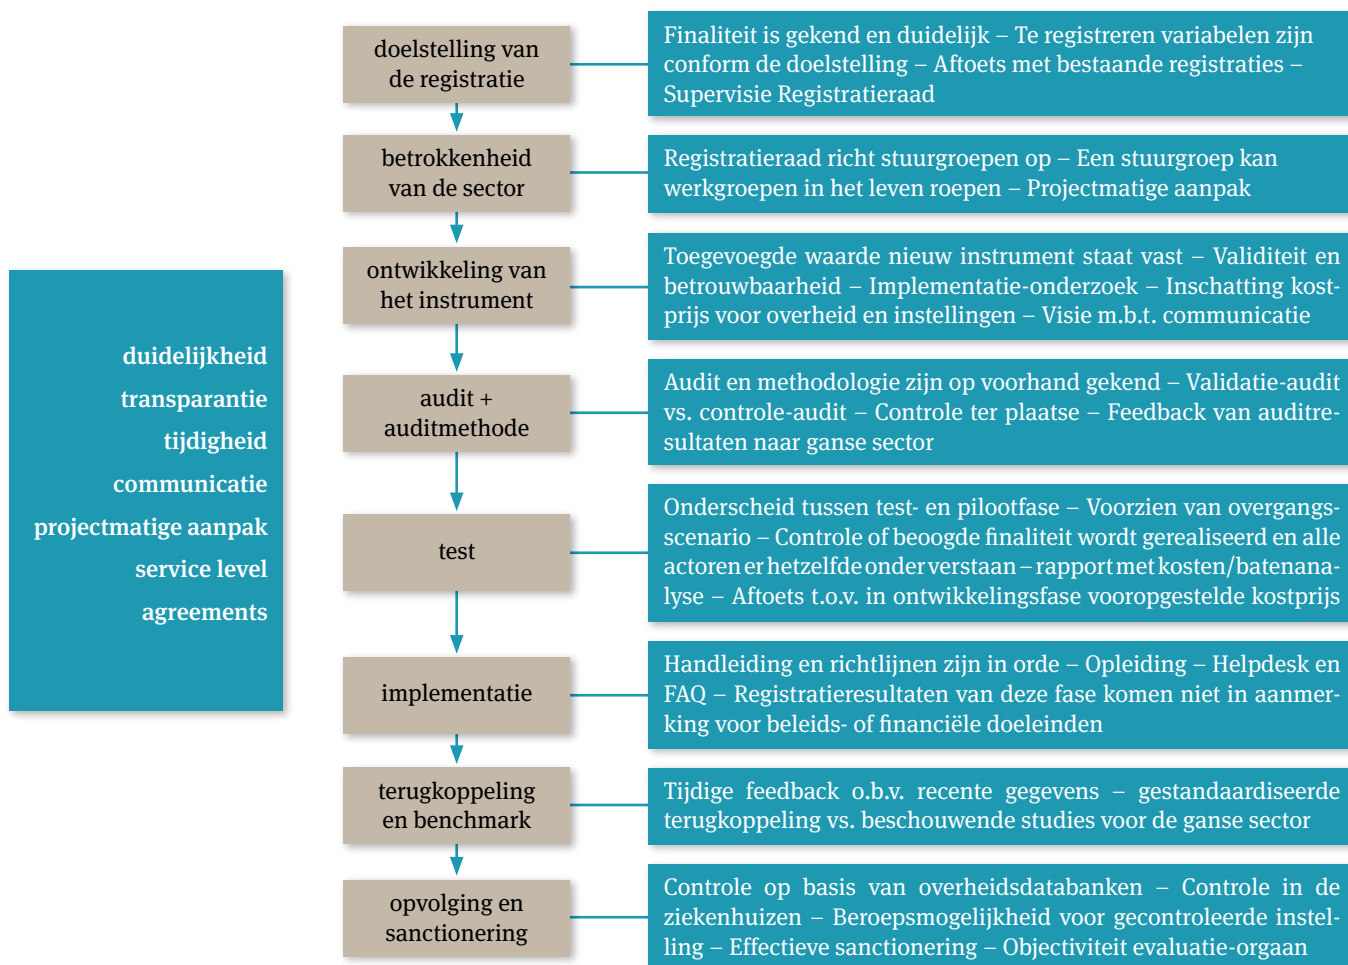 doelstelling van
de registratie
Finaliteit is gekend en duidelijk – Te registreren variabelen zijn
conform de doelstelling – Aftoets met bestaande registraties –
Supervisie Registratieraad
betrokkenheid
van de sector
Registratieraad richt stuurgroepen op – Een stuurgroep kan
werkgroepen in het leven roepen – Projectmatige aanpak
ontwikkeling van
het instrument
Toegevoegde waarde nieuw instrument staat vast – Validiteit en
betrouwbaarheid – Implementatie-onderzoek – Inschatting kost-
prijs voor overheid en instellingen – Visie m.b.t. communicatie
duidelijkheid
transparantie
tijdigheid
communicatie
projectmatige aanpak
service level
agreements
audit +
auditmethode
Audit en methodologie zijn op voorhand gekend – Validatie-audit
vs. controle-audit – Controle ter plaatse – Feedback van auditre-
sultaten naar ganse sector
test
Onderscheid tussen test- en pilootfase – Voorzien van overgangs-
scenario – Controle of beoogde finaliteit wordt gerealiseerd en alle
actoren er hetzelfde onder verstaan – rapport met kosten/batenana-
lyse – Aftoets t.o.v. in ontwikkelingsfase vooropgestelde kostprijs
implementatie
Handleiding en richtlijnen zijn in orde – Opleiding – Helpdesk en
FAQ – Registratieresultaten van deze fase komen niet in aanmer-
king voor beleids- of financiële doeleinden
terugkoppeling
en benchmark
Tijdige feedback o.b.v. recente gegevens – gestandaardiseerde
terugkoppeling vs. beschouwende studies voor de ganse sector
opvolging en
sanctionering
Controle op basis van overheidsdatabanken – Controle in de
ziekenhuizen – Beroepsmogelijkheid voor gecontroleerde instel-
ling – Effectieve sanctionering – Objectiviteit evaluatie-orgaan